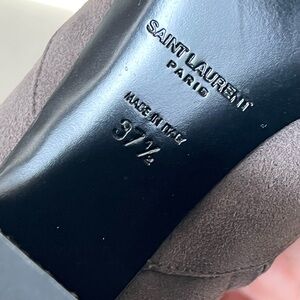 SAINT LAURENT
PARIS
MADE IN ITALY
37½